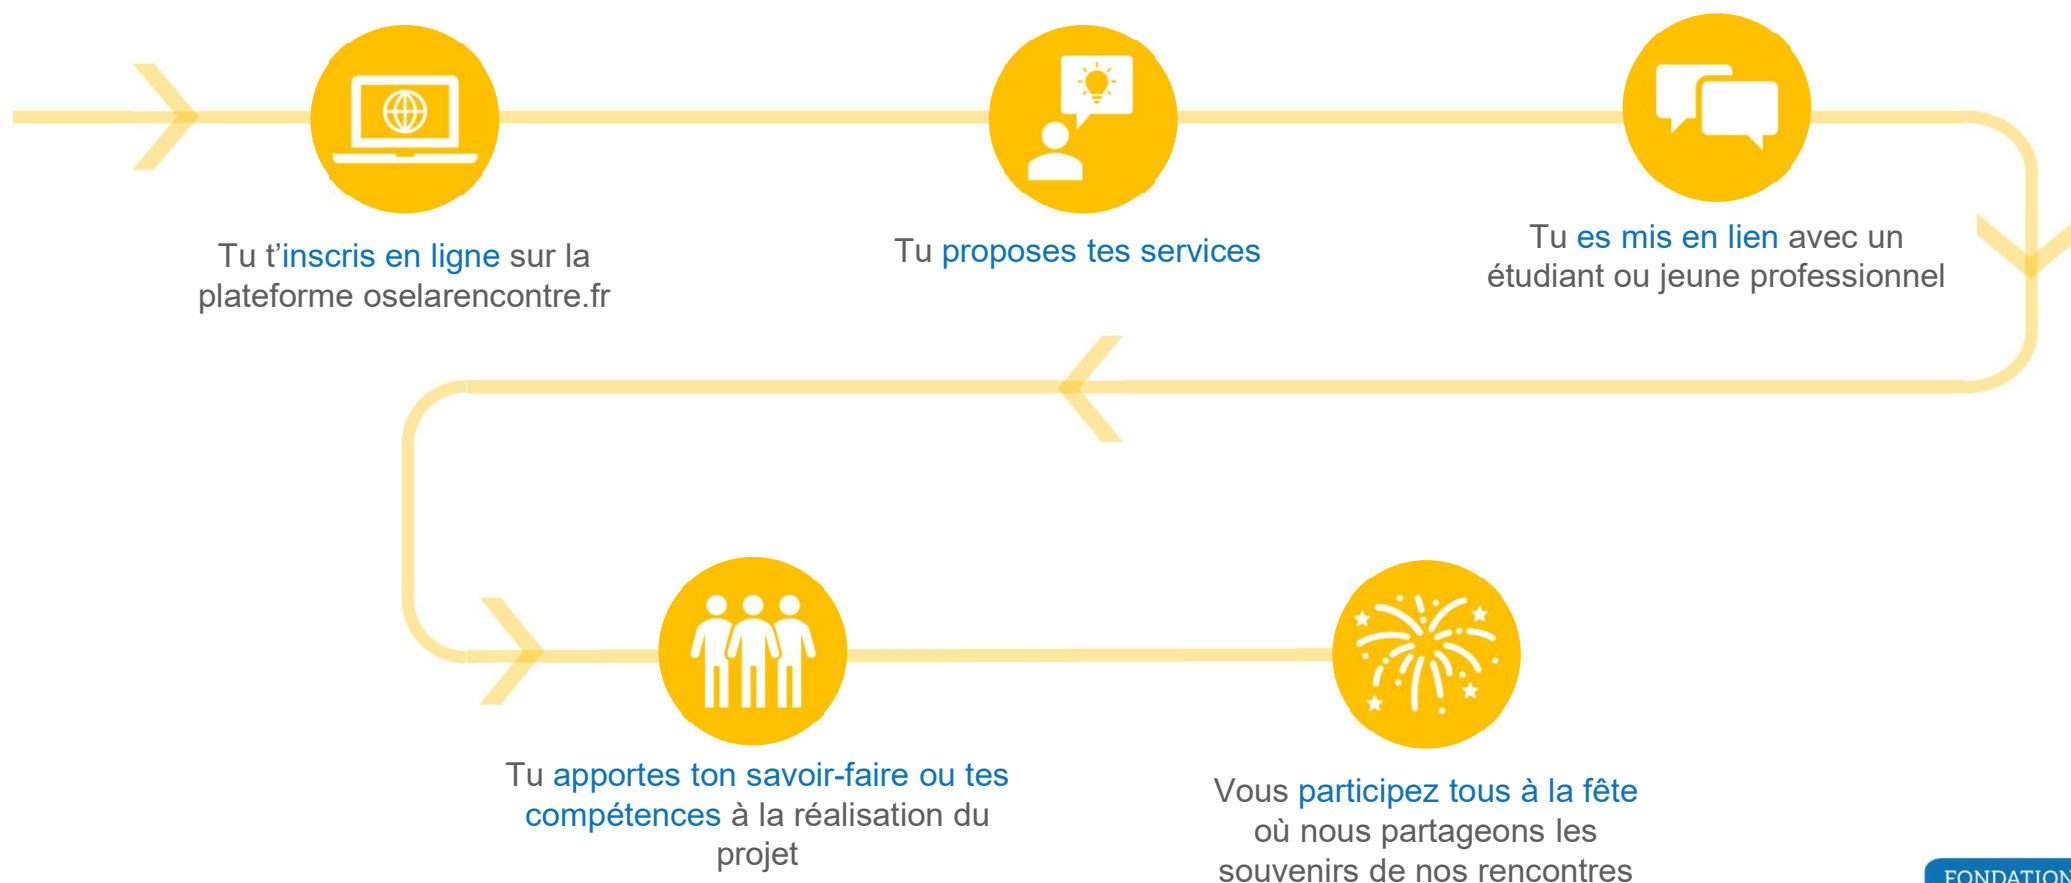 Tu t’inscris en ligne sur la
plateforme oselarencontre.fr
Tu proposes tes services
Tu es mis en lien avec un
étudiant ou jeune professionnel
Tu apportes ton savoir-faire ou tes
compétences à la réalisation du
projet
Vous participez tous à la fête
où nous partageons les
souvenirs de nos rencontres
FONDATION